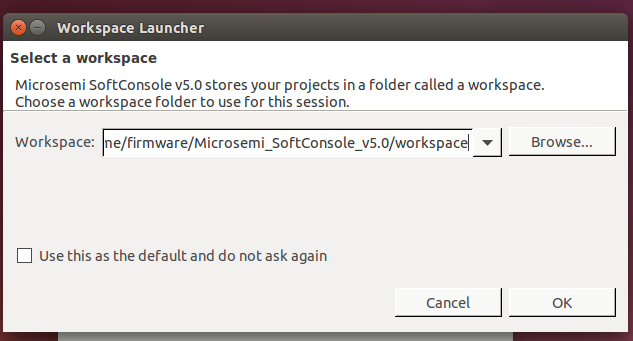 Workspace Launcher
Select a workspace
Microsemi SoftConsole v5.0 stores your projects in a folder called a workspace.
Choose a workspace folder to use for this session.
Workspace: me/firmware/Microsemi_SoftConsole_v5.0/workspace Browse...
Use this as the default and do not ask again
Cancel OK